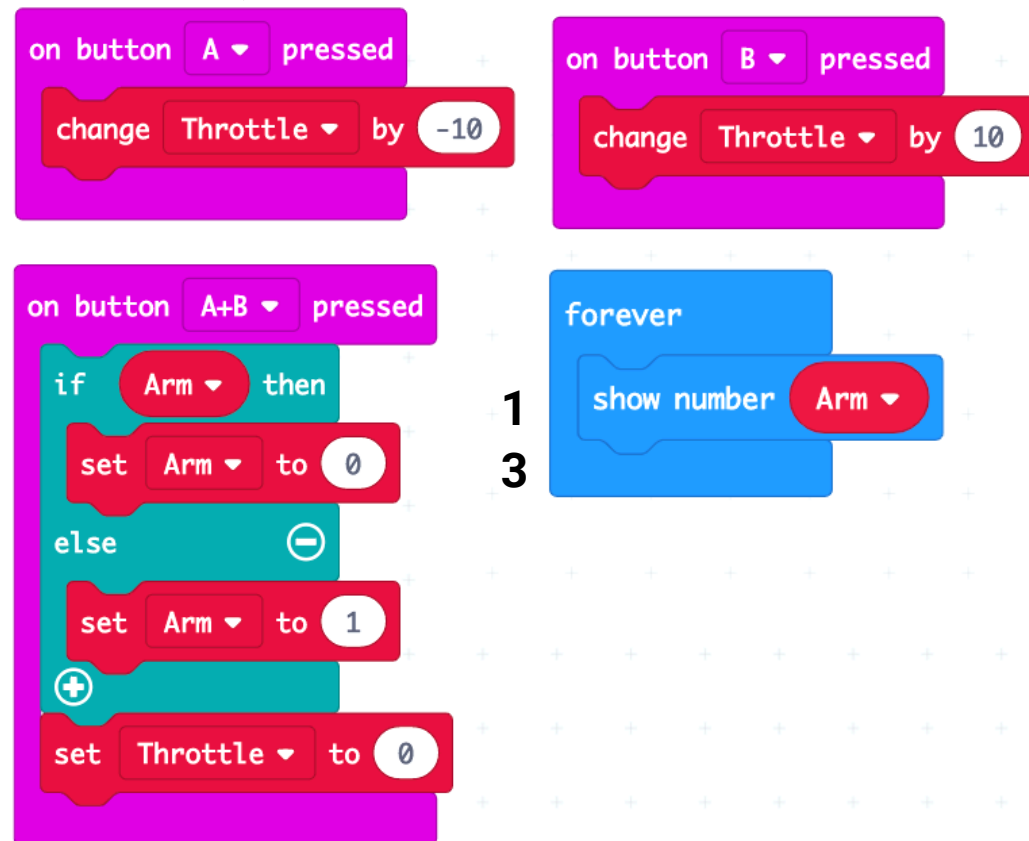 on button A pressed
change Throttle by -10
on button B pressed
change Throttle by 10
on button A+B pressed
if Arm then
set Arm to 0
else
set Arm to 1
set Throttle to 0
1
3
forever
show number Arm